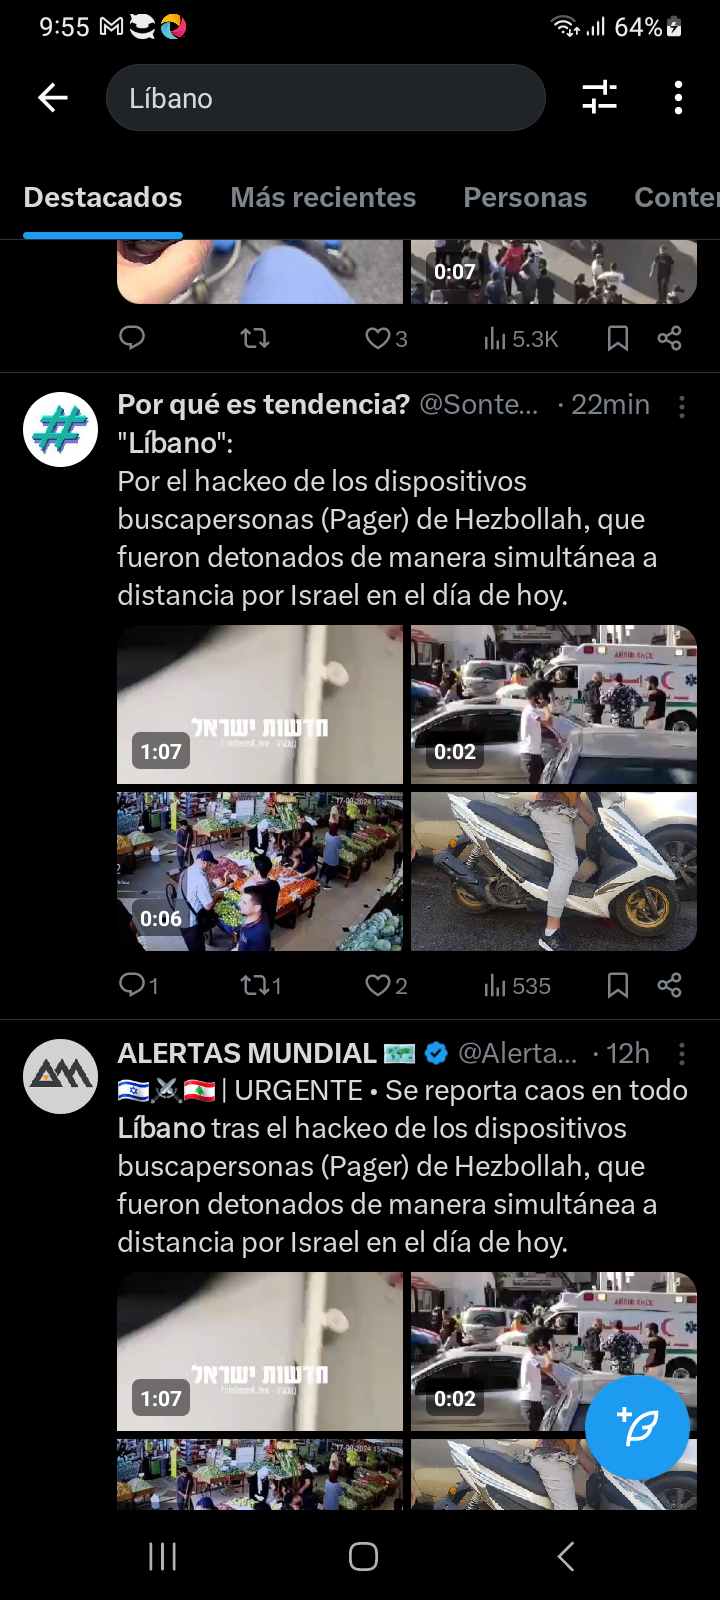 9:55 64%
Líbano
Destacados Más recientes Personas Conte
0:07
3 5.3K
Por qué es tendencia? @Sonte... · 22min
"Líbano":
Por el hackeo de los dispositivos
buscapersonas (Pager) de Hezbollah, que
fueron detonados de manera simultánea a
distancia por Israel en el día de hoy.
חדשות ישראל
1:07 0:02
0:06
1 1 2 535
ALERTAS MUNDIAL 🗺️ @Alerta... · 12h
🇮🇱⚔️🇱🇧 | URGENTE • Se reporta caos en todo
Líbano tras el hackeo de los dispositivos
buscapersonas (Pager) de Hezbollah, que
fueron detonados de manera simultánea a
distancia por Israel en el día de hoy.
חדשות ישראל
1:07 0:02